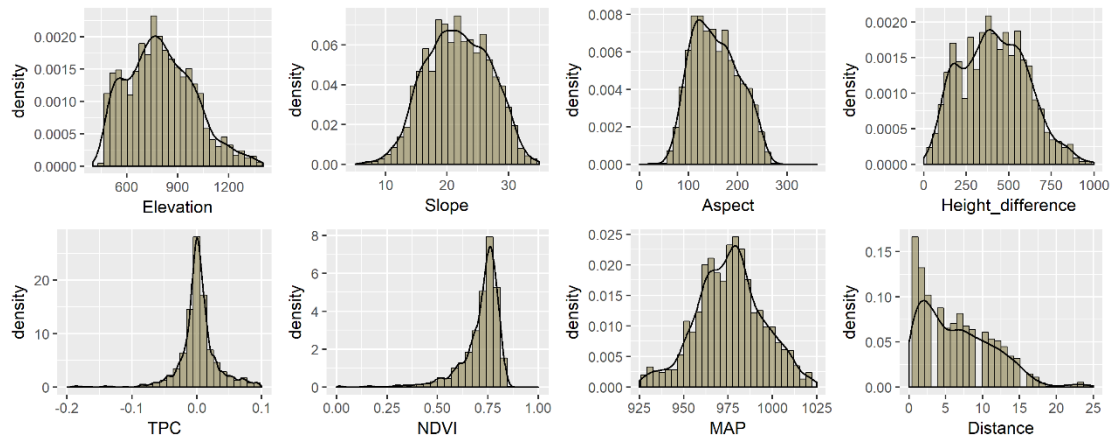 density
0.0020
0.0015
0.0010
0.0005
0.0000
600 900 1200
Elevation
density
0.06
0.04
0.02
0.00
10 20 30
Slope
density
0.008
0.006
0.004
0.002
0.000
0 100 200 300
Aspect
density
0.0020
0.0015
0.0010
0.0005
0.0000
0 250 500 750 1000
Height_difference
density
20
10
0
-0.2 -0.1 0.0 0.1
TPC
density
8
6
4
2
0
0.00 0.25 0.50 0.75 1.00
NDVI
density
0.025
0.020
0.015
0.010
0.005
0.000
925 950 975 1000 1025
MAP
density
0.15
0.10
0.05
0.00
0 5 10 15 20 25
Distance